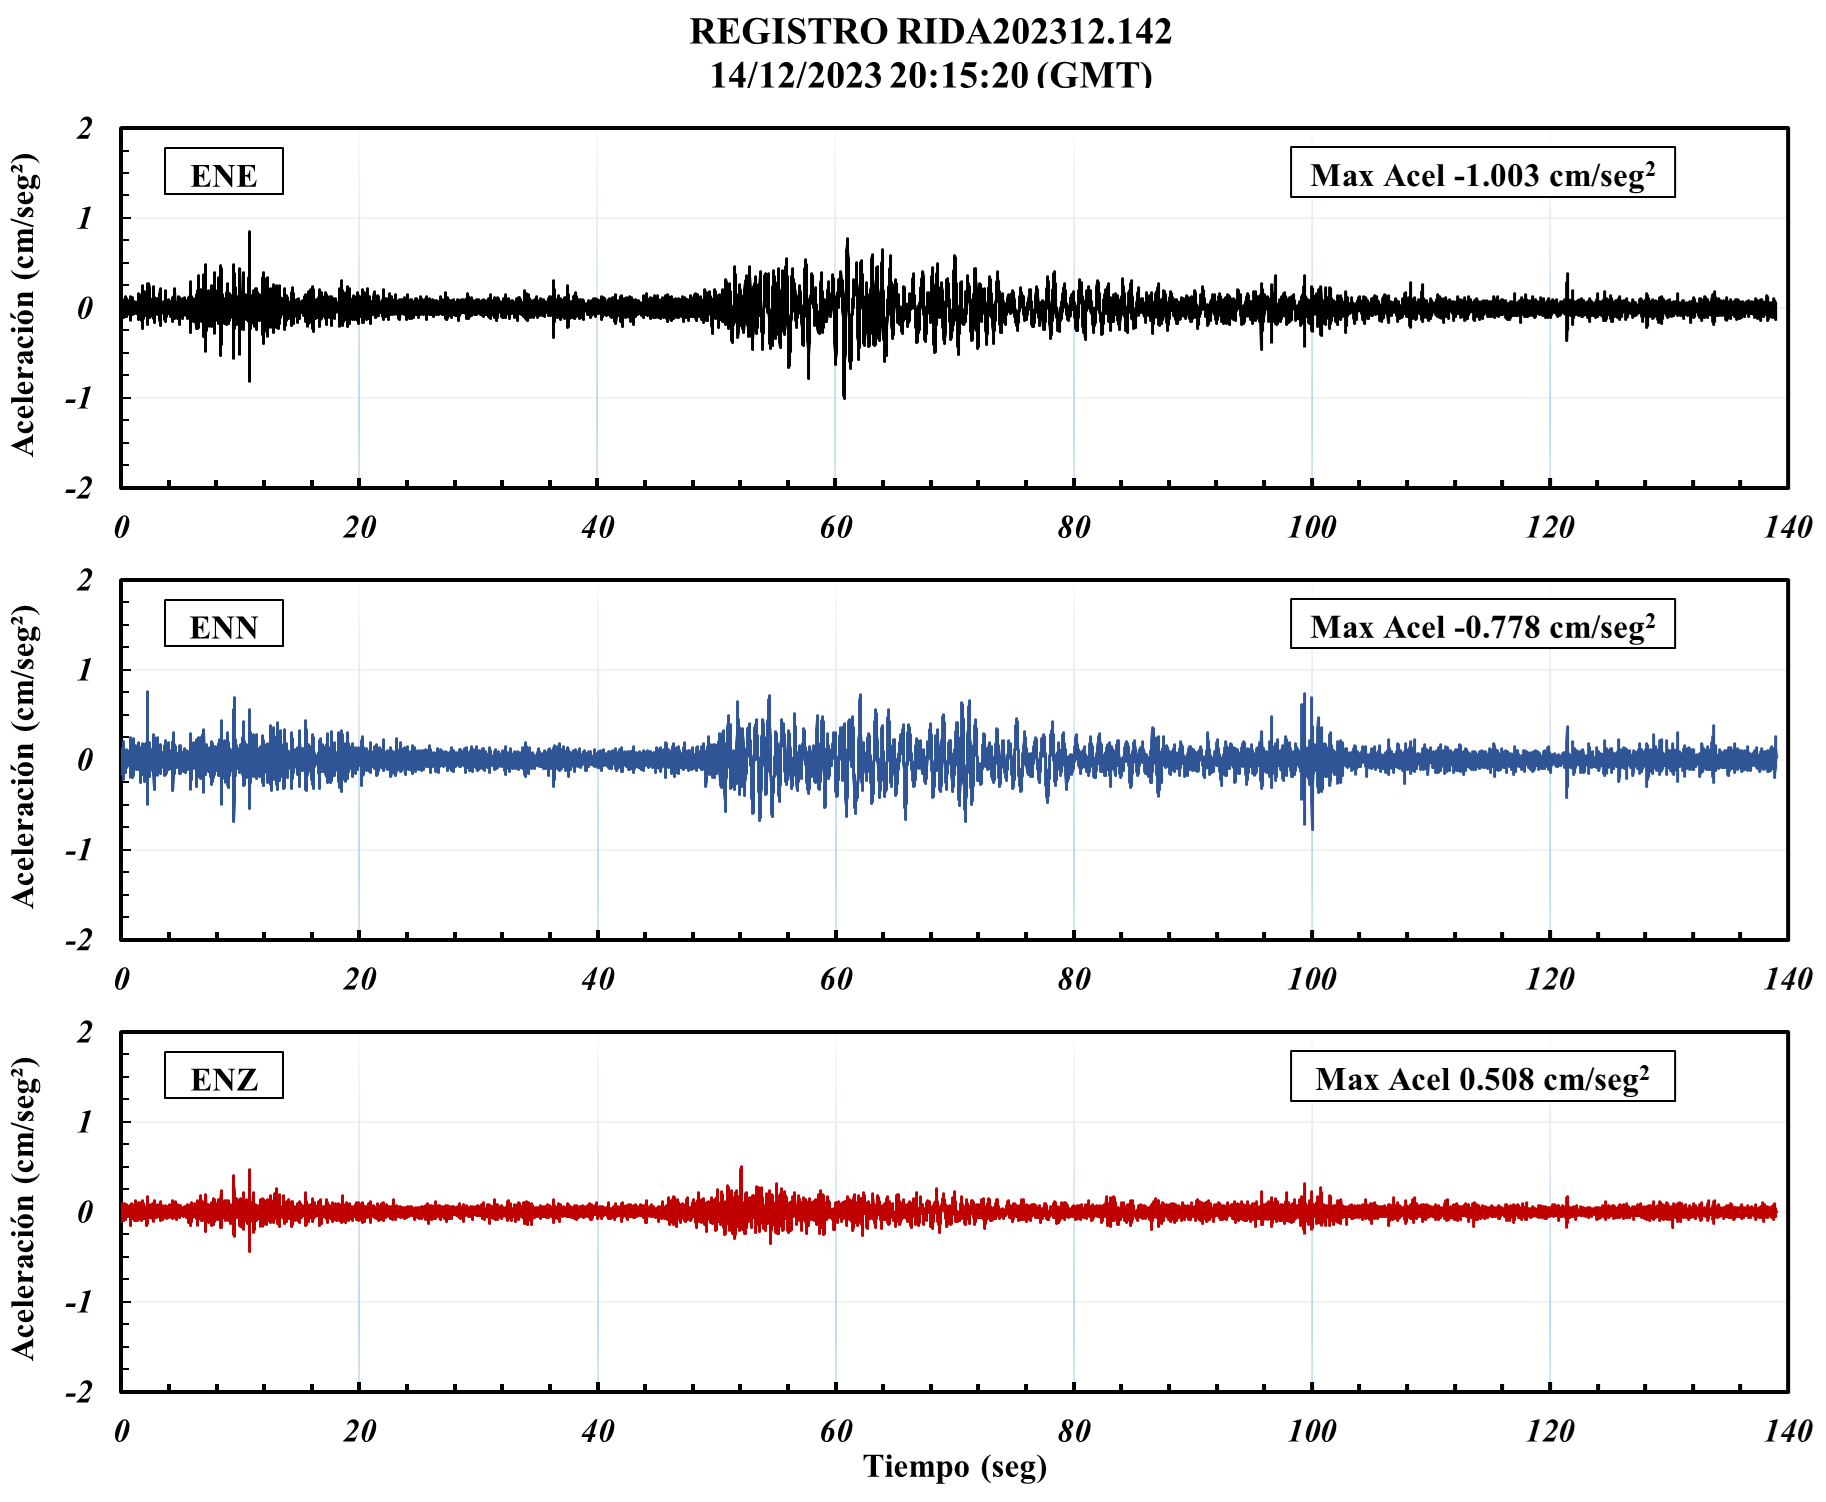 REGISTRO RIDA202312.142
14/12/2023 20:15:20 (GMT)
Aceleración (cm/seg²)
2
1
0
-1
-2
ENE
Max Acel -1.003 cm/seg²
0 20 40 60 80 100 120 140
Aceleración (cm/seg²)
2
1
0
-1
-2
ENN
Max Acel -0.778 cm/seg²
0 20 40 60 80 100 120 140
Aceleración (cm/seg²)
2
1
0
-1
-2
ENZ
Max Acel 0.508 cm/seg²
0 20 40 60 80 100 120 140
Tiempo (seg)